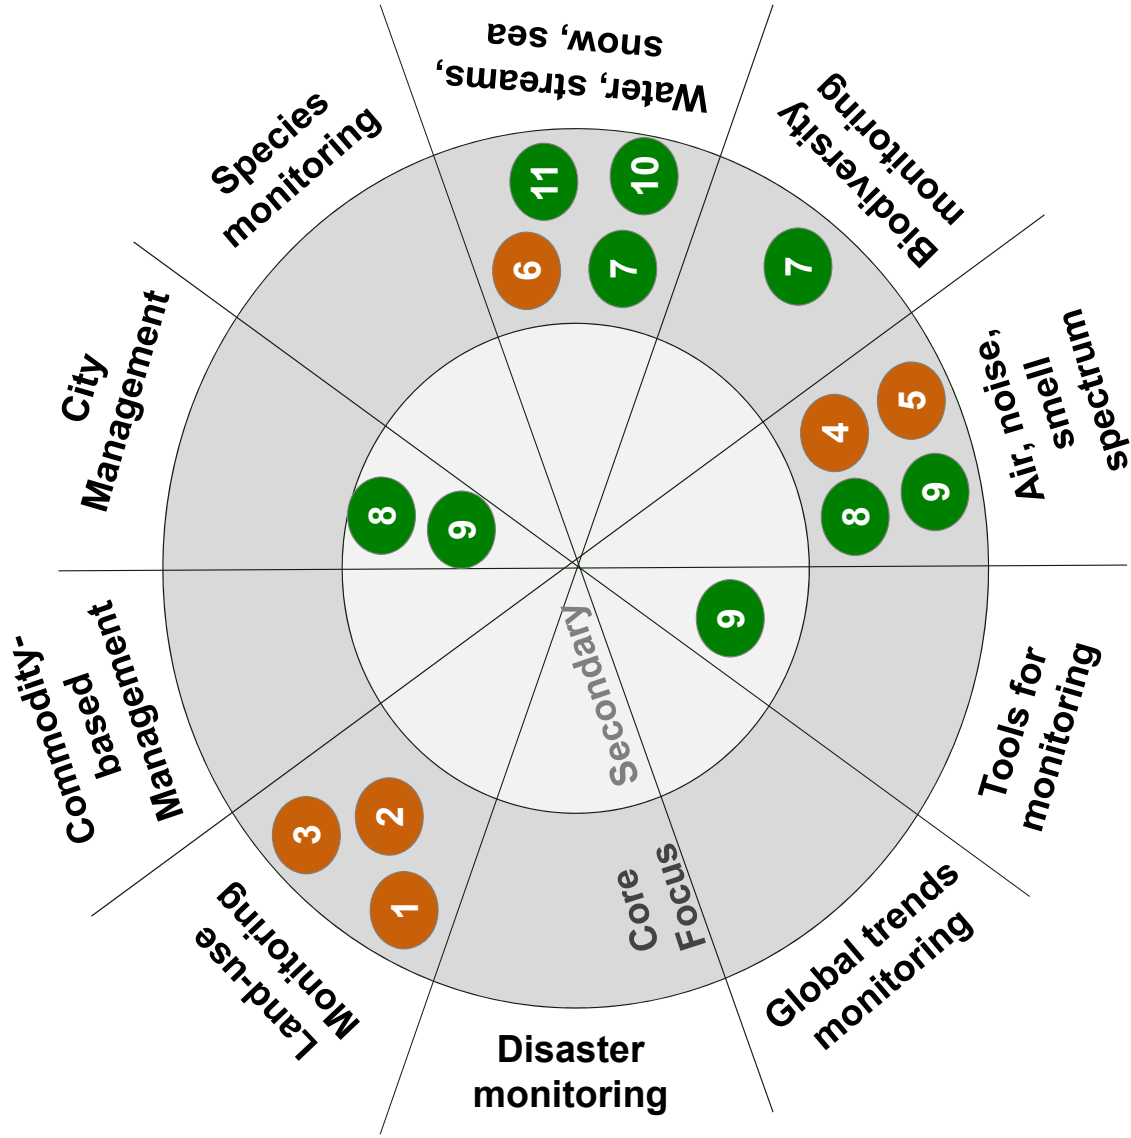 Water, streams,
snow, sea
Biodiversity
monitoring
Air, noise,
smell
spectrum
Tools for
monitoring
Global trends
monitoring
Disaster
monitoring
Land-use
Monitoring
Commodity-
based
Management
City
Management
Species
monitoring
11
10
6
7
7
4
5
8
9
8
9
9
3
2
1
Secondary
Core
Focus